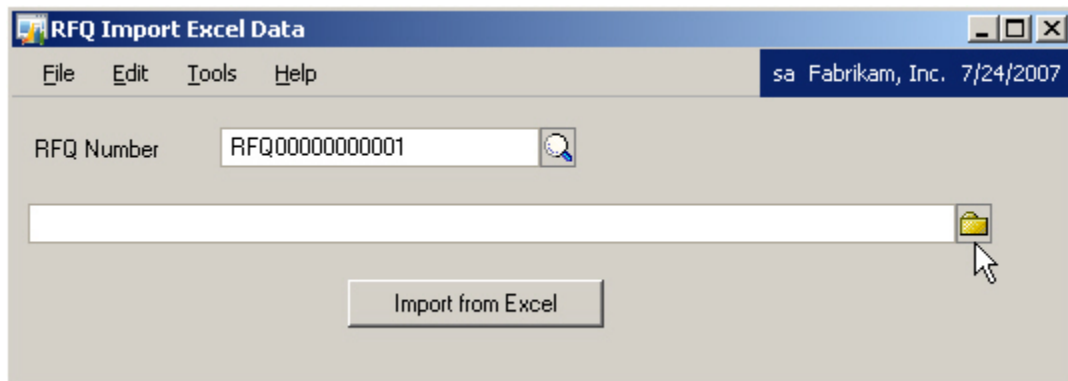 RFQ Import Excel Data
File Edit Tools Help sa Fabrikam, Inc. 7/24/2007
RFQ Number RFQ00000000001
Import from Excel